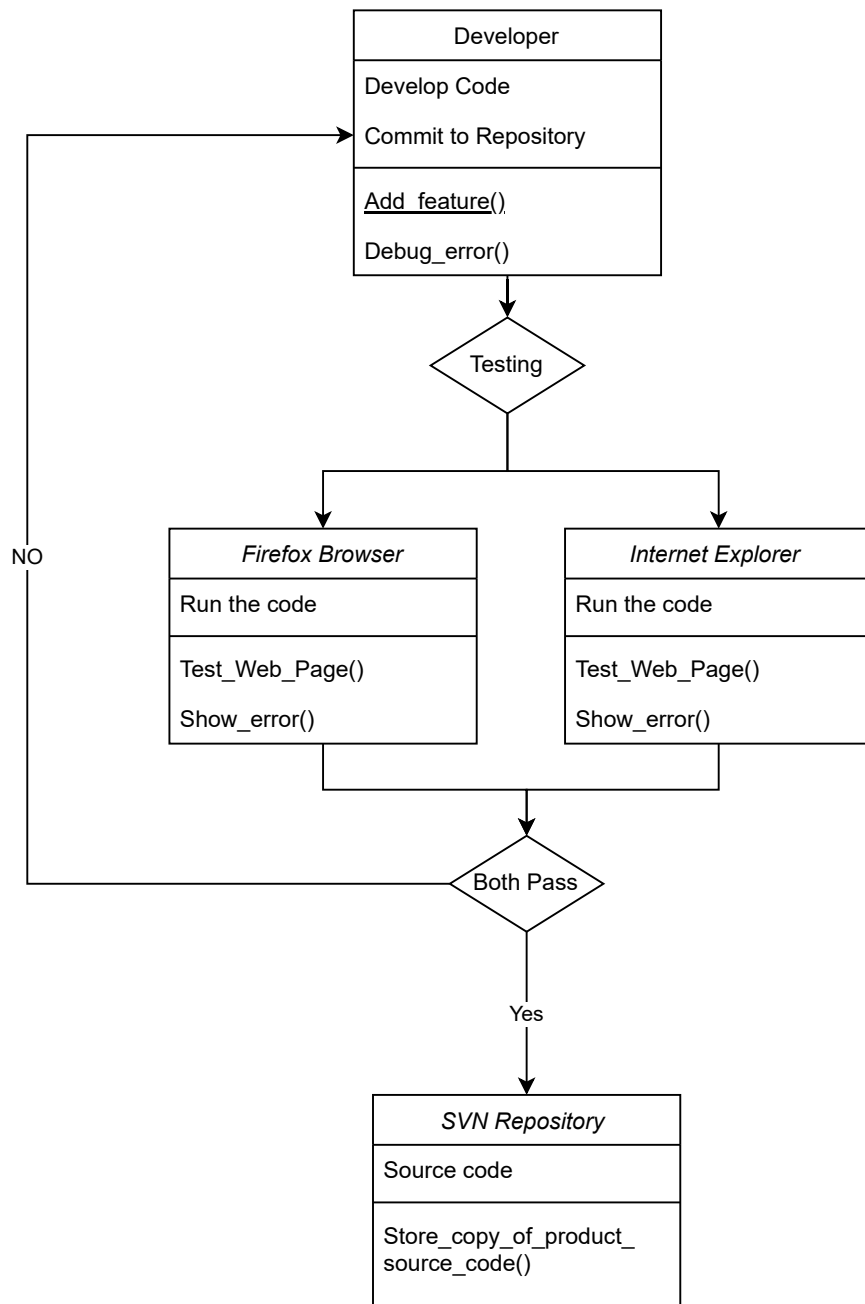 Developer
Develop Code
Commit to Repository
Add_feature()
Debug_error()
Testing
Firefox Browser
Internet Explorer
NO
Run the code
Run the code
Test_Web_Page()
Test_Web_Page()
Show_error()
Show_error()
Both Pass
Yes
SVN Repository
Source code
Store_copy_of_product_
source_code()